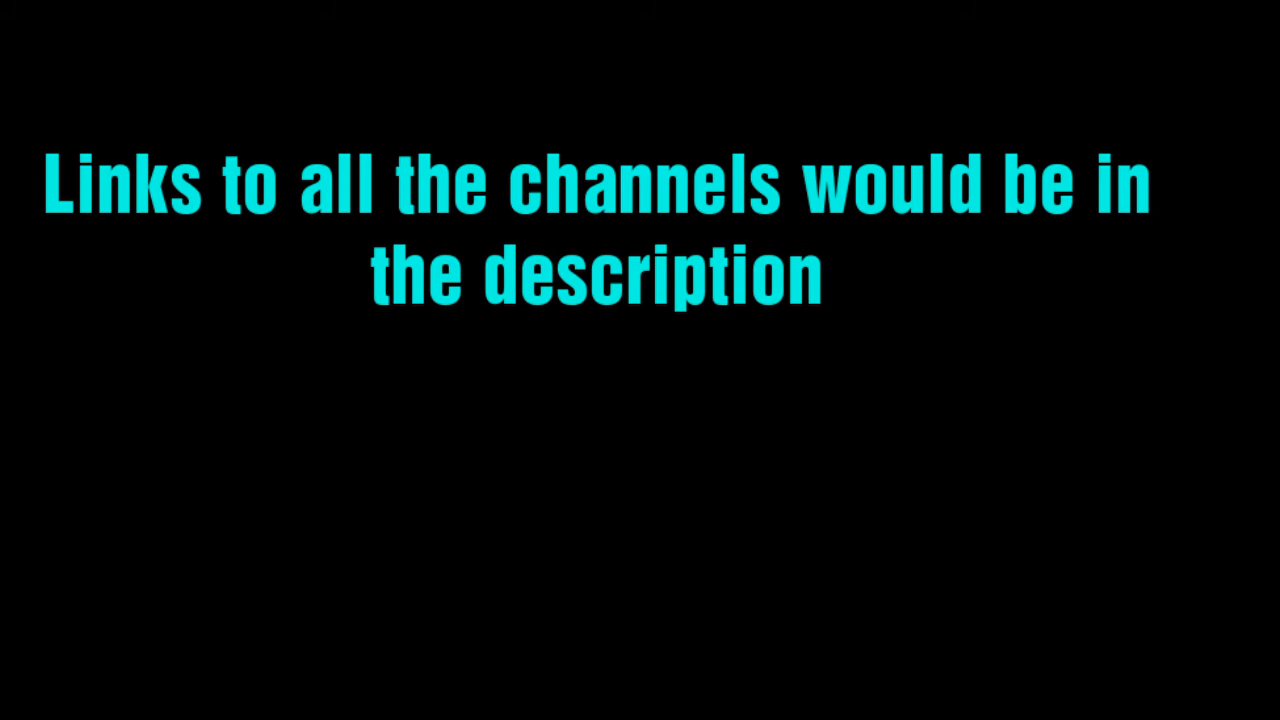 Links to all the channels would be in
the description